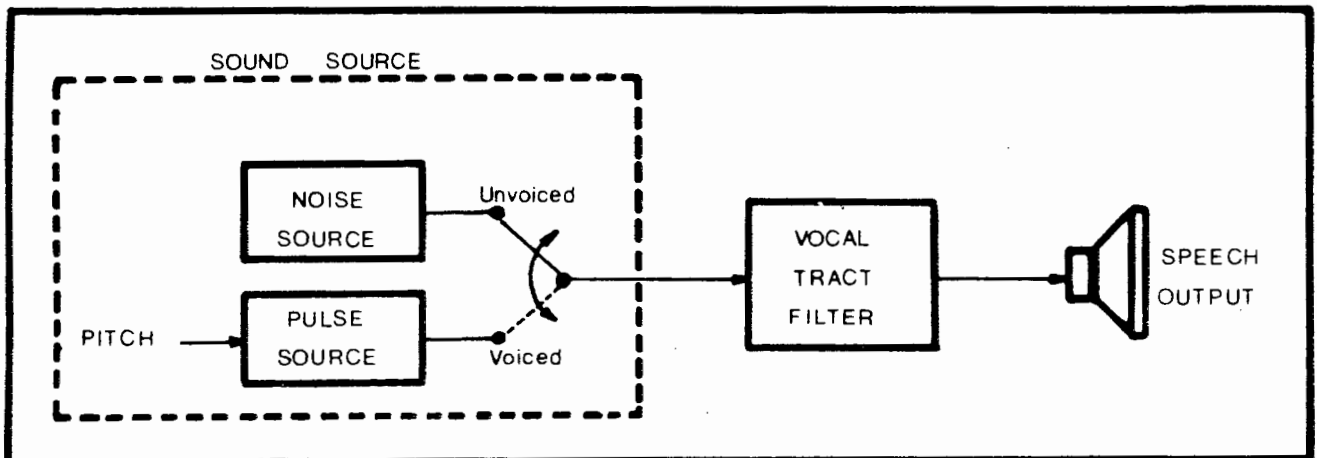 SOUND SOURCE
NOISE
SOURCE
Unvoiced
PITCH
PULSE
SOURCE
Voiced
VOCAL
TRACT
FILTER
SPEECH
OUTPUT